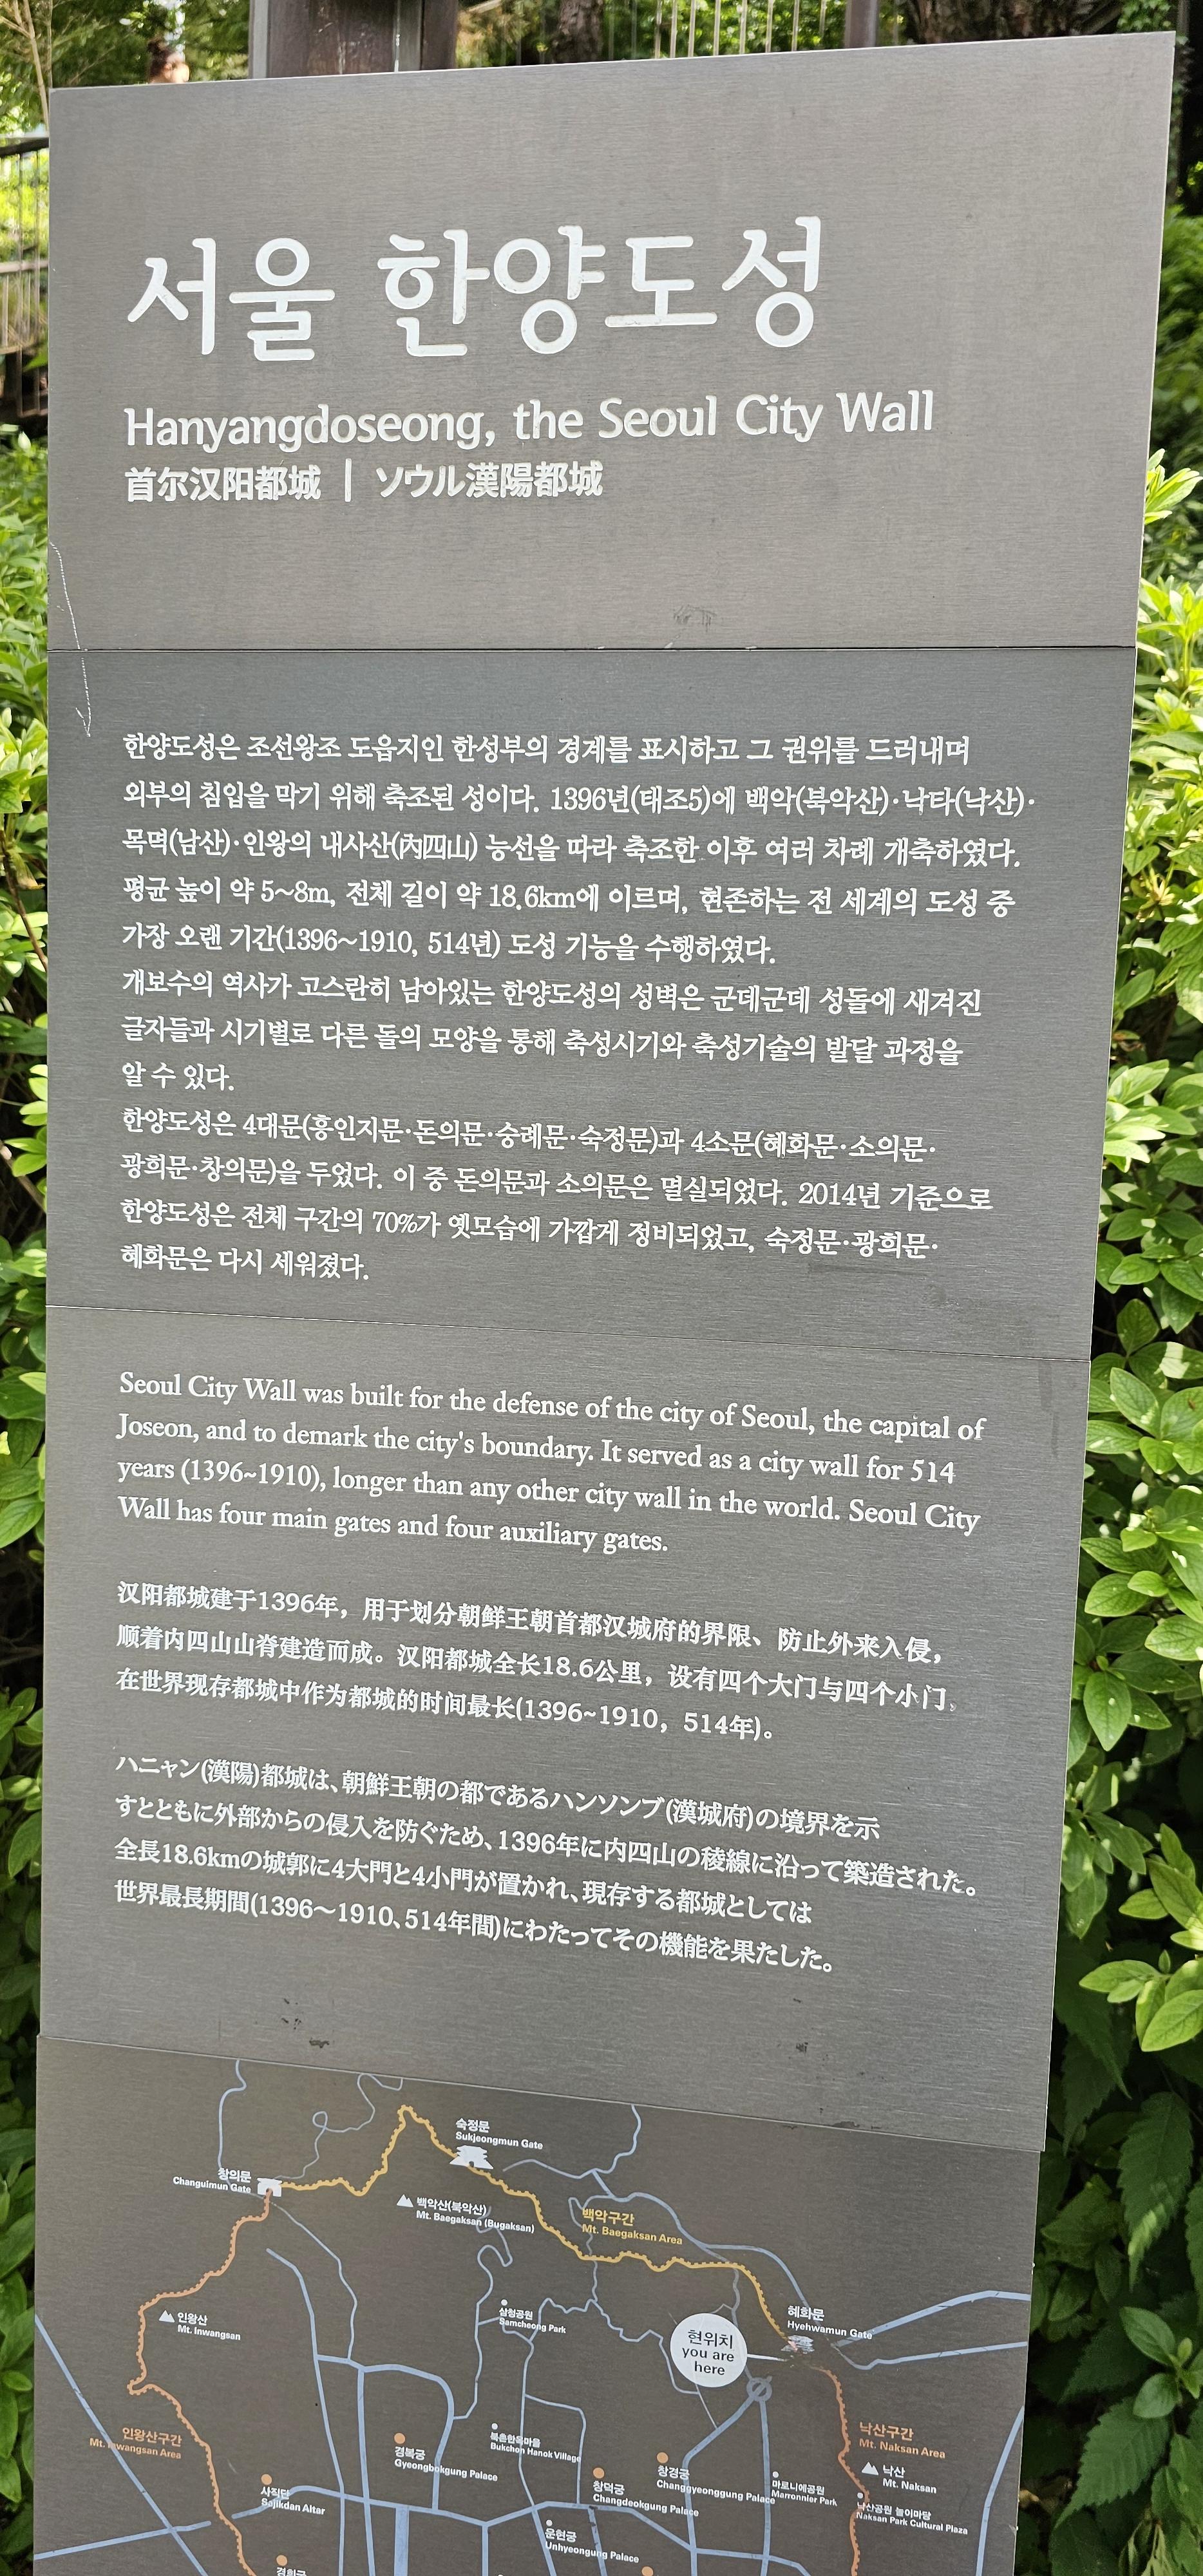 서울 한양도성
Hanyangdoseong, the Seoul City Wall
首尔汉阳都城 | ソウル漢陽都城
한양도성은 조선왕조 도읍지인 한성부의 경계를 표시하고 그 권위를 드러내며
외부의 침입을 막기 위해 축조된 성이다. 1396년(태조5)에 백악(북악산)·낙타(낙산)·
목멱(남산)·인왕의 내사산(內四山) 능선을 따라 축조한 이후 여러 차례 개축하였다.
평균 높이 약 5~8m, 전체 길이 약 18.6km에 이르며, 현존하는 전 세계의 도성 중
가장 오랜 기간(1396~1910, 514년) 도성 기능을 수행하였다.
개보수의 역사가 고스란히 남아있는 한양도성의 성벽은 군데군데 성돌에 새겨진
글자들과 시기별로 다른 돌의 모양을 통해 축성시기와 축성기술의 발달 과정을
알 수 있다.
한양도성은 4대문(흥인지문·돈의문·숭례문·숙정문)과 4소문(혜화문·소의문·
광희문·창의문)을 두었다. 이 중 돈의문과 소의문은 멸실되었다. 2014년 기준으로
한양도성은 전체 구간의 70%가 옛모습에 가깝게 정비되었고, 숙정문·광희문·
혜화문은 다시 세워졌다.
Seoul City Wall was built for the defense of the city of Seoul, the capital of
Joseon, and to demark the city's boundary. It served as a city wall for 514
years (1396~1910), longer than any other city wall in the world. Seoul City
Wall has four main gates and four auxiliary gates.
汉阳都城建于1396年，用于划分朝鲜王朝首都汉城府的界限、防止外来入侵，
顺着内四山山脊建造而成。汉阳都城全长18.6公里，设有四个大门与四个小门，
在世界现存都城中作为都城的时间最长(1396~1910，514年)。
ハニャン(漢陽)都城は、朝鮮王朝の都であるハンソンブ(漢城府)の境界を示
すとともに外部からの侵入を防ぐため、1396年に内四山の稜線に沿って築造された。
全長18.6kmの城郭に4大門と4小門が置かれ、現存する都城としては
世界最長期間(1396〜1910、514年間)にわたってその機能を果たした。
숙정문
Sukjeongmun Gate
창의문
Changuimun Gate
백악산(북악산)
Mt. Baegaksan (Bugaksan)
백악구간
Mt. Baegaksan Area
인왕산
Mt. Inwangsan
삼청공원
Samcheong Park
혜화문
Hyehwamun Gate
현위치
you are
here
인왕산구간
Mt. Inwangsan Area
낙산구간
Mt. Naksan Area
낙산
Mt. Naksan
북촌한옥마을
Bukchon Hanok Village
경복궁
Gyeongbokgung Palace
창경궁
Changgyeonggung Palace
마로니에공원
Marronnier Park
사직단
Sajikdan Altar
창덕궁
Changdeokgung Palace
낙산공원 놀이마당
Naksan Park Cultural Plaza
운현궁
Unhyeongung Palace
경희궁